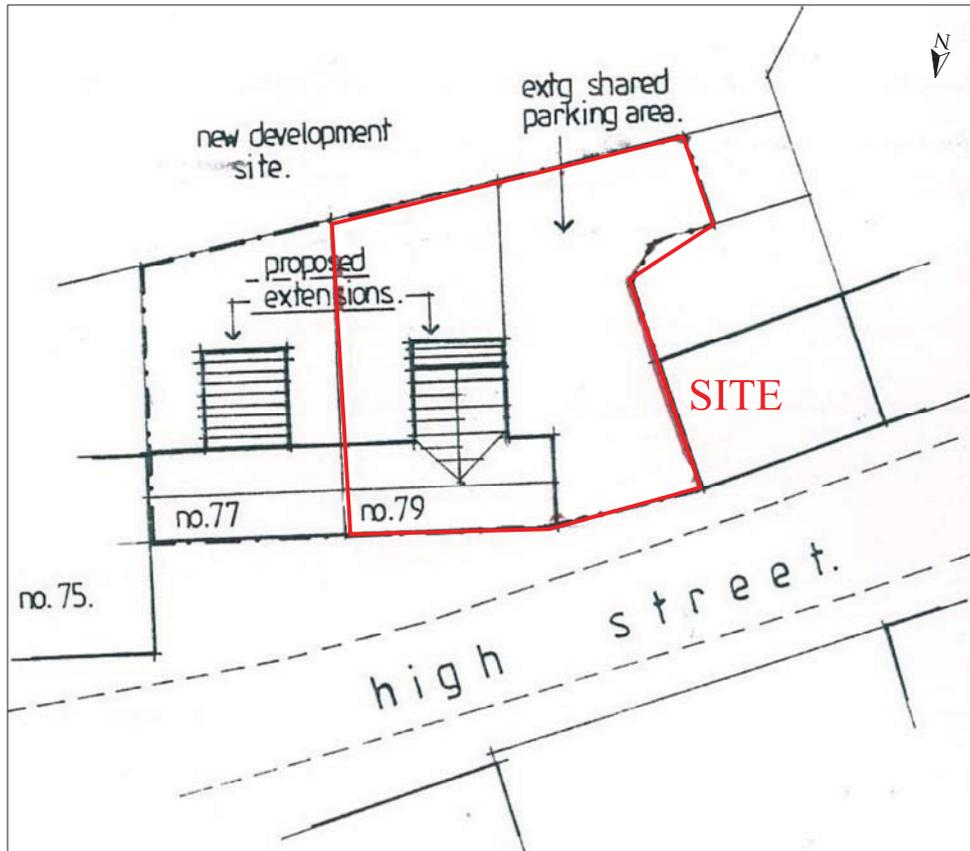 N
extg shared
parking area.
new development
site.
proposed
extensions.
SITE
no.77
no.79
no.75.
high street.